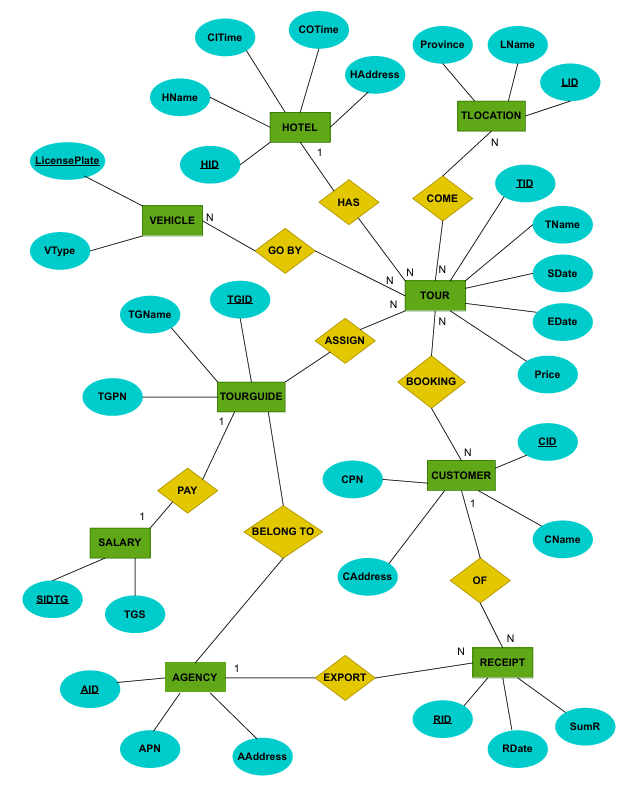 COTime
CITime
Province
LName
HAddress
LID
HName
HOTEL
TLOCATION
1
N
LicensePlate
HID
TID
HAS
COME
VEHICLE
N
TName
VType
GO BY
N
N
N
SDate
TGID
TOUR
N
N
TGName
EDate
ASSIGN
Price
BOOKING
TGPN
TOURGUIDE
1
CID
N
CPN
CUSTOMER
PAY
1
1
BELONG TO
CName
SALARY
CAddress
OF
SIDTG
TGS
N
N
AGENCY
1
EXPORT
RECEIPT
AID
RID
SumR
APN
AAddress
RDate